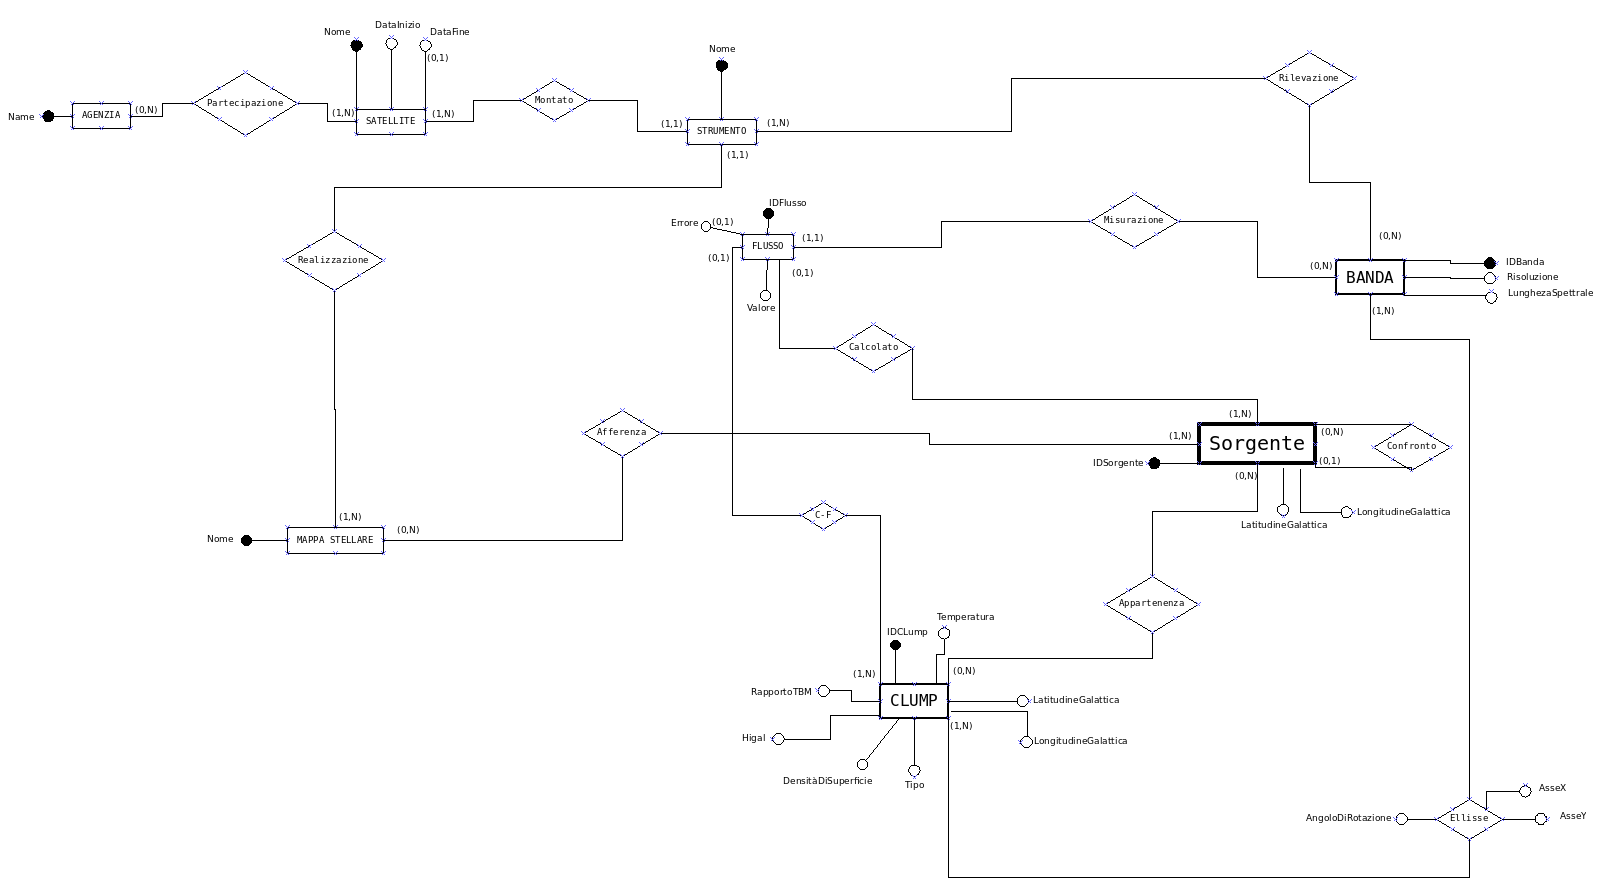 DataInizio
Nome
DataFine
(0,1)
Name
AGENZIA
(0,N)
Partecipazione
(1,N)
SATELLITE
(1,N)
Montato
Nome
(1,1)
STRUMENTO
(1,N)
(1,1)
Rilevazione
Realizzazione
IDFlusso
Errore
(0,1)
FLUSSO
(1,1)
(0,1)
(0,1)
Valore
Misurazione
(0,N)
(0,N)
BANDA
IDBanda
Risoluzione
LunghezaSpettrale
(1,N)
Calcolato
Afferenza
(1,N)
(1,N)
Sorgente
(0,N)
Confronto
(0,1)
IDSorgente
(0,N)
LatitudineGalattica
LongitudineGalattica
(1,N)
Nome
MAPPA STELLARE
(0,N)
C-F
Appartenenza
Temperatura
IDCLump
(1,N)
(0,N)
RapportoTBM
CLUMP
LatitudineGalattica
(1,N)
Higal
LongitudineGalattica
DensitàDiSuperficie
Tipo
AsseX
AngoloDiRotazione
Ellisse
AsseY